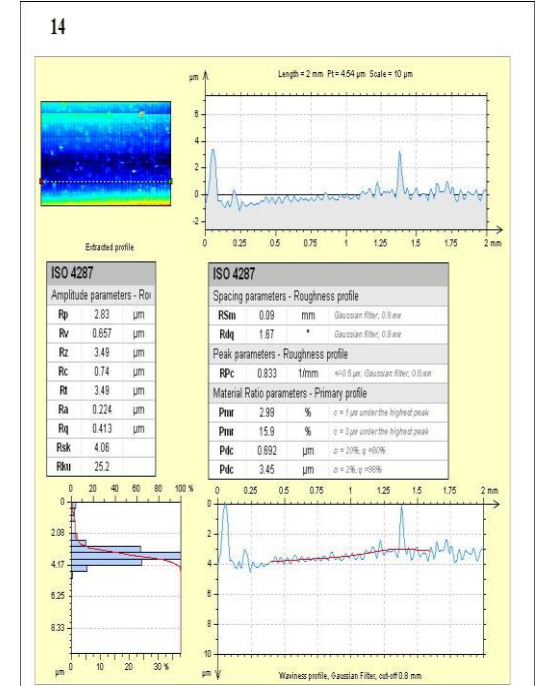 14
Length = 2 mm Pt = 4.54 µm Scale = 10 µm
µm
6
4
2
0
-2
0 0.25 0.5 0.75 1 1.25 1.5 1.75 2 mm
Extracted profile
ISO 4287
Amplitude parameters - Rou
Rp 2.83 µm
Rv 0.657 µm
Rz 3.49 µm
Rc 0.74 µm
Rt 3.49 µm
Ra 0.224 µm
Rq 0.413 µm
Rsk 4.06
Rku 25.2
ISO 4287
Spacing parameters - Roughness profile
RSm 0.09 mm Gaussian filter, 0.8 mm
Rdq 1.67 ° Gaussian filter, 0.8 mm
Peak parameters - Roughness profile
RPc 0.833 1/mm +/-0.5 µm, Gaussian filter, 0.8 mm
Material Ratio parameters - Primary profile
Pmr 2.99 % c = 1 µm under the highest peak
Pmr 15.9 % c = 3 µm under the highest peak
Pdc 0.692 µm p = 20%, q = 80%
Pdc 3.45 µm p = 2%, q = 98%
0 20 40 60 80 100 %
0
2.08
4.17
6.25
8.33
µm
0 10 20 30 %
0 0.25 0.5 0.75 1 1.25 1.5 1.75 2 mm
0
2
4
6
8
10
µm
Waviness profile, Gaussian Filter, cut-off 0.8 mm